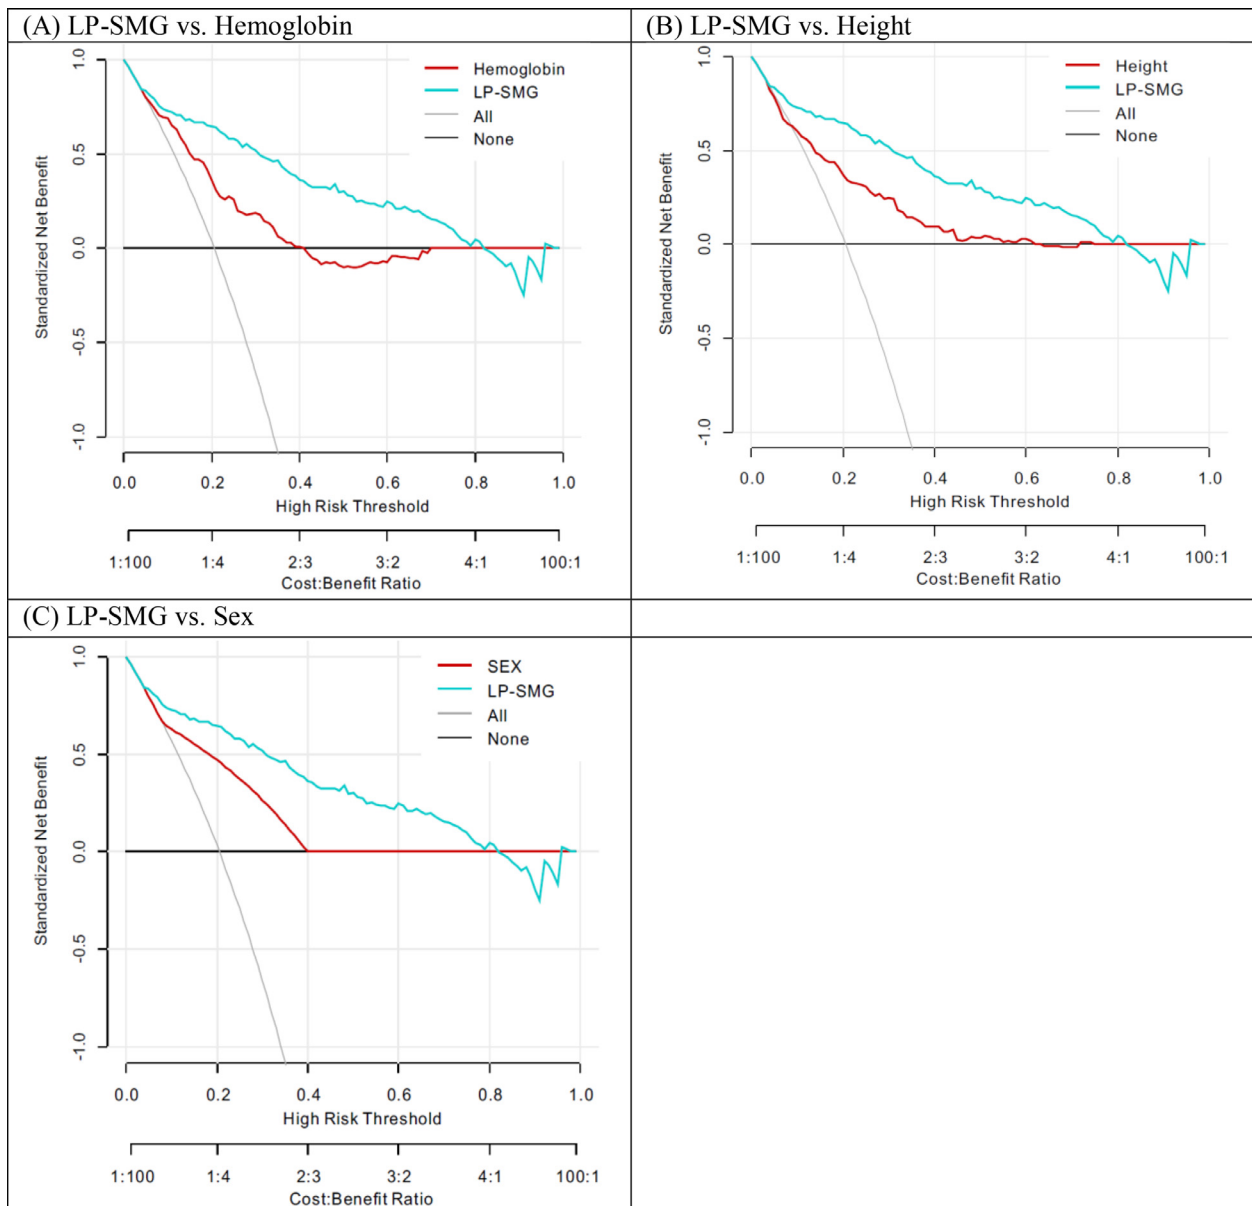 (A) LP-SMG vs. Hemoglobin
Hemoglobin
LP-SMG
All
None
Standardized Net Benefit
1.0
0.5
0.0
-0.5
-1.0
0.0 0.2 0.4 0.6 0.8 1.0
High Risk Threshold
1:100 1:4 2:3 3:2 4:1 100:1
Cost:Benefit Ratio
(B) LP-SMG vs. Height
Height
LP-SMG
All
None
Standardized Net Benefit
1.0
0.5
0.0
-0.5
-1.0
0.0 0.2 0.4 0.6 0.8 1.0
High Risk Threshold
1:100 1:4 2:3 3:2 4:1 100:1
Cost:Benefit Ratio
(C) LP-SMG vs. Sex
SEX
LP-SMG
All
None
Standardized Net Benefit
1.0
0.5
0.0
-0.5
-1.0
0.0 0.2 0.4 0.6 0.8 1.0
High Risk Threshold
1:100 1:4 2:3 3:2 4:1 100:1
Cost:Benefit Ratio